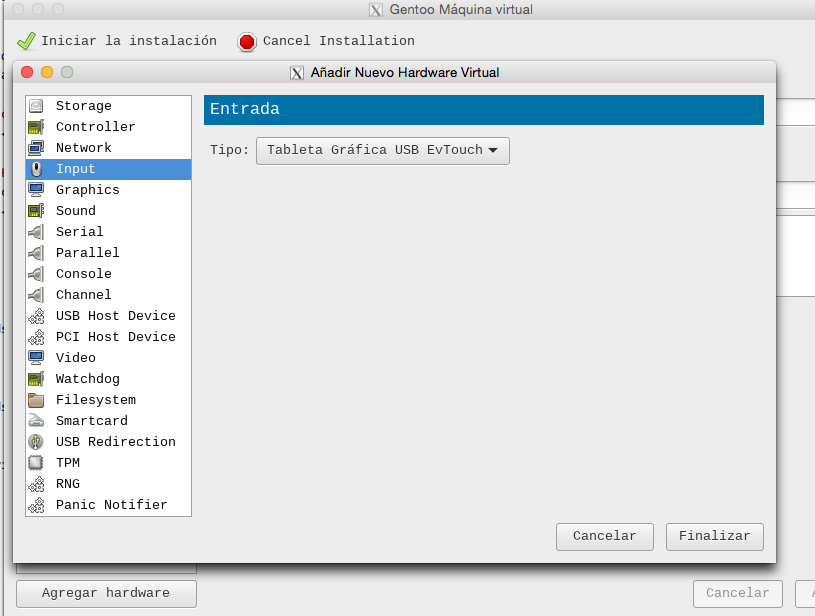 Gentoo Máquina virtual
Iniciar la instalación
Cancel Installation
Añadir Nuevo Hardware Virtual
Storage
Controller
Network
Input
Graphics
Sound
Serial
Parallel
Console
Channel
USB Host Device
PCI Host Device
Video
Watchdog
Filesystem
Smartcard
USB Redirection
TPM
RNG
Panic Notifier
Entrada
Tipo: Tableta Gráfica USB EvTouch
Cancelar
Finalizar
Agregar hardware
Cancelar